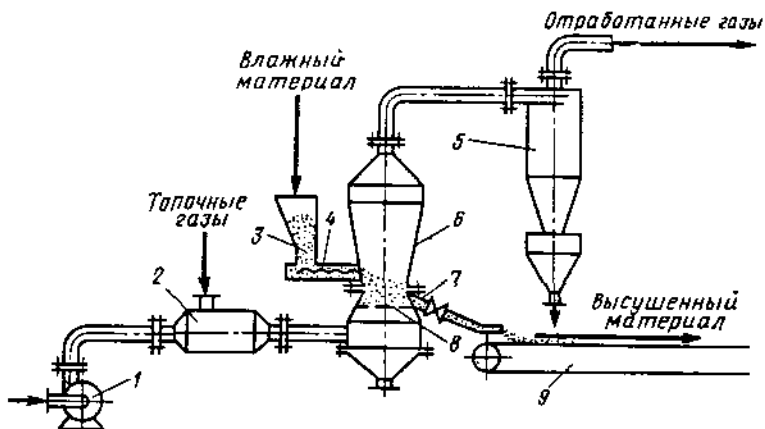 Отработанные газы
Влажный
материал
5
Топочные
газы
3
4
6
2
7
Высушенный
материал
8
1
9